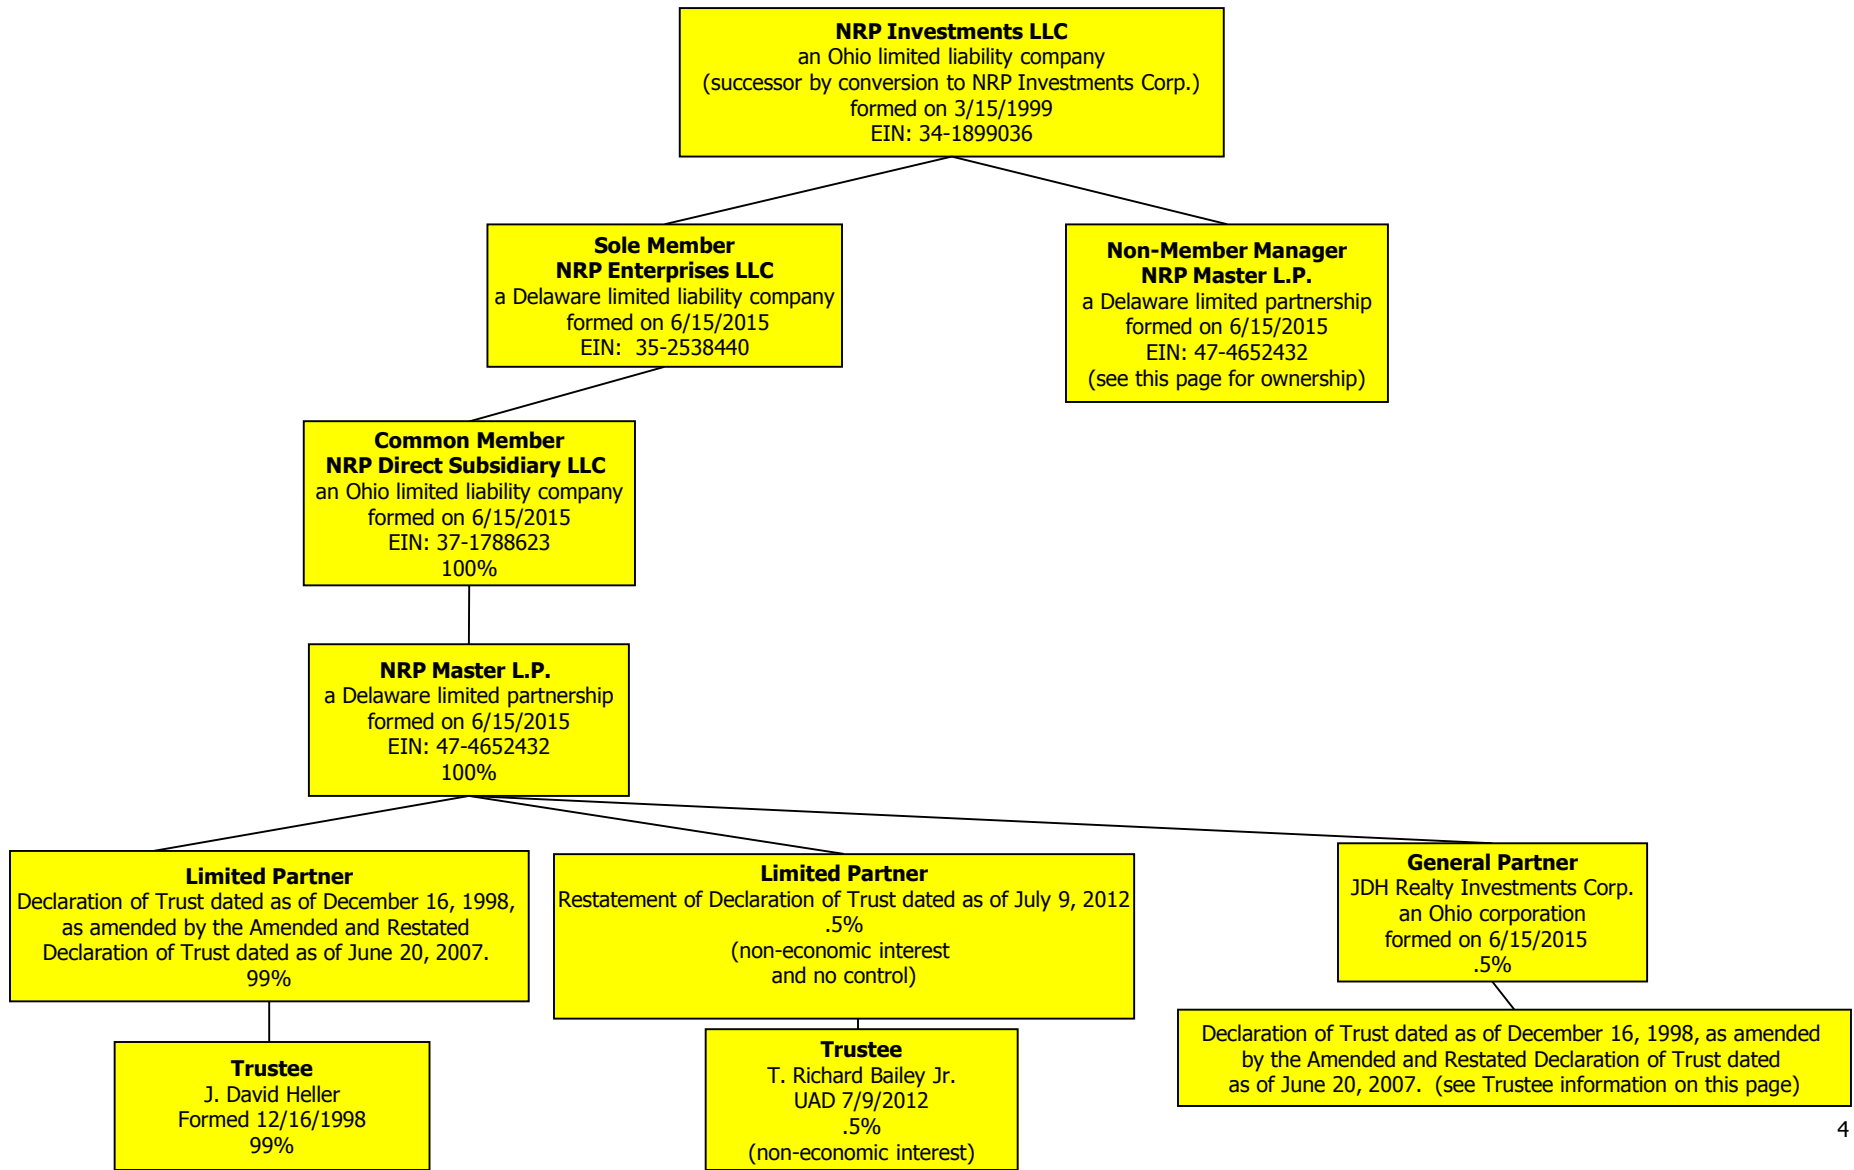 NRP Investments LLC
an Ohio limited liability company
(successor by conversion to NRP Investments Corp.)
formed on 3/15/1999
EIN: 34-1899036
Sole Member
NRP Enterprises LLC
a Delaware limited liability company
formed on 6/15/2015
EIN:  35-2538440
Non-Member Manager
NRP Master L.P.
a Delaware limited partnership
formed on 6/15/2015
EIN: 47-4652432
(see this page for ownership)
Common Member
NRP Direct Subsidiary LLC
an Ohio limited liability company
formed on 6/15/2015
EIN: 37-1788623
100%
NRP Master L.P.
a Delaware limited partnership
formed on 6/15/2015
EIN: 47-4652432
100%
Limited Partner
Declaration of Trust dated as of December 16, 1998,
as amended by the Amended and Restated
Declaration of Trust dated as of June 20, 2007.
99%
Limited Partner
Restatement of Declaration of Trust dated as of July 9, 2012
.5%
(non-economic interest
and no control)
General Partner
JDH Realty Investments Corp.
an Ohio corporation
formed on 6/15/2015
.5%
Trustee
J. David Heller
Formed 12/16/1998
99%
Trustee
T. Richard Bailey Jr.
UAD 7/9/2012
.5%
(non-economic interest)
Declaration of Trust dated as of December 16, 1998, as amended
by the Amended and Restated Declaration of Trust dated
as of June 20, 2007.  (see Trustee information on this page)
4